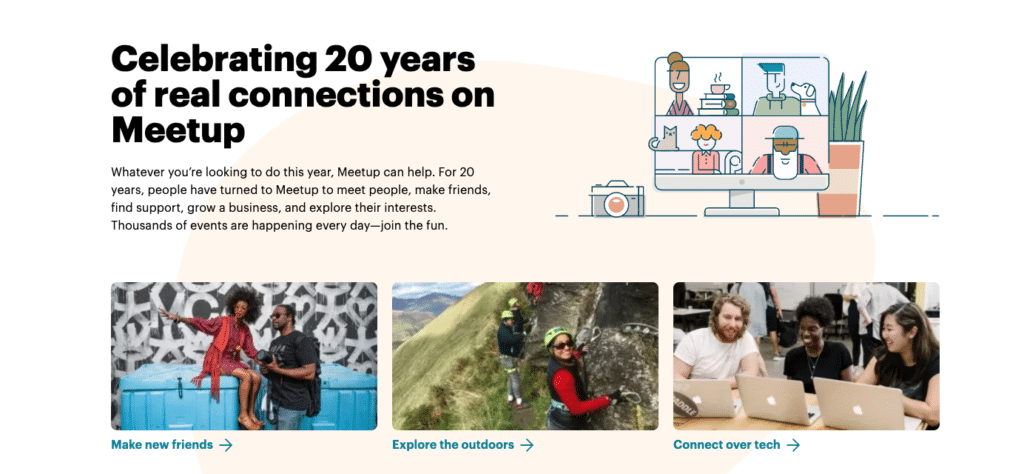 Celebrating 20 years
of real connections on
Meetup
Whatever you’re looking to do this year, Meetup can help. For 20
years, people have turned to Meetup to meet people, make friends,
find support, grow a business, and explore their interests.
Thousands of events are happening every day—join the fun.
PADDLE
Make new friends →
Explore the outdoors →
Connect over tech →